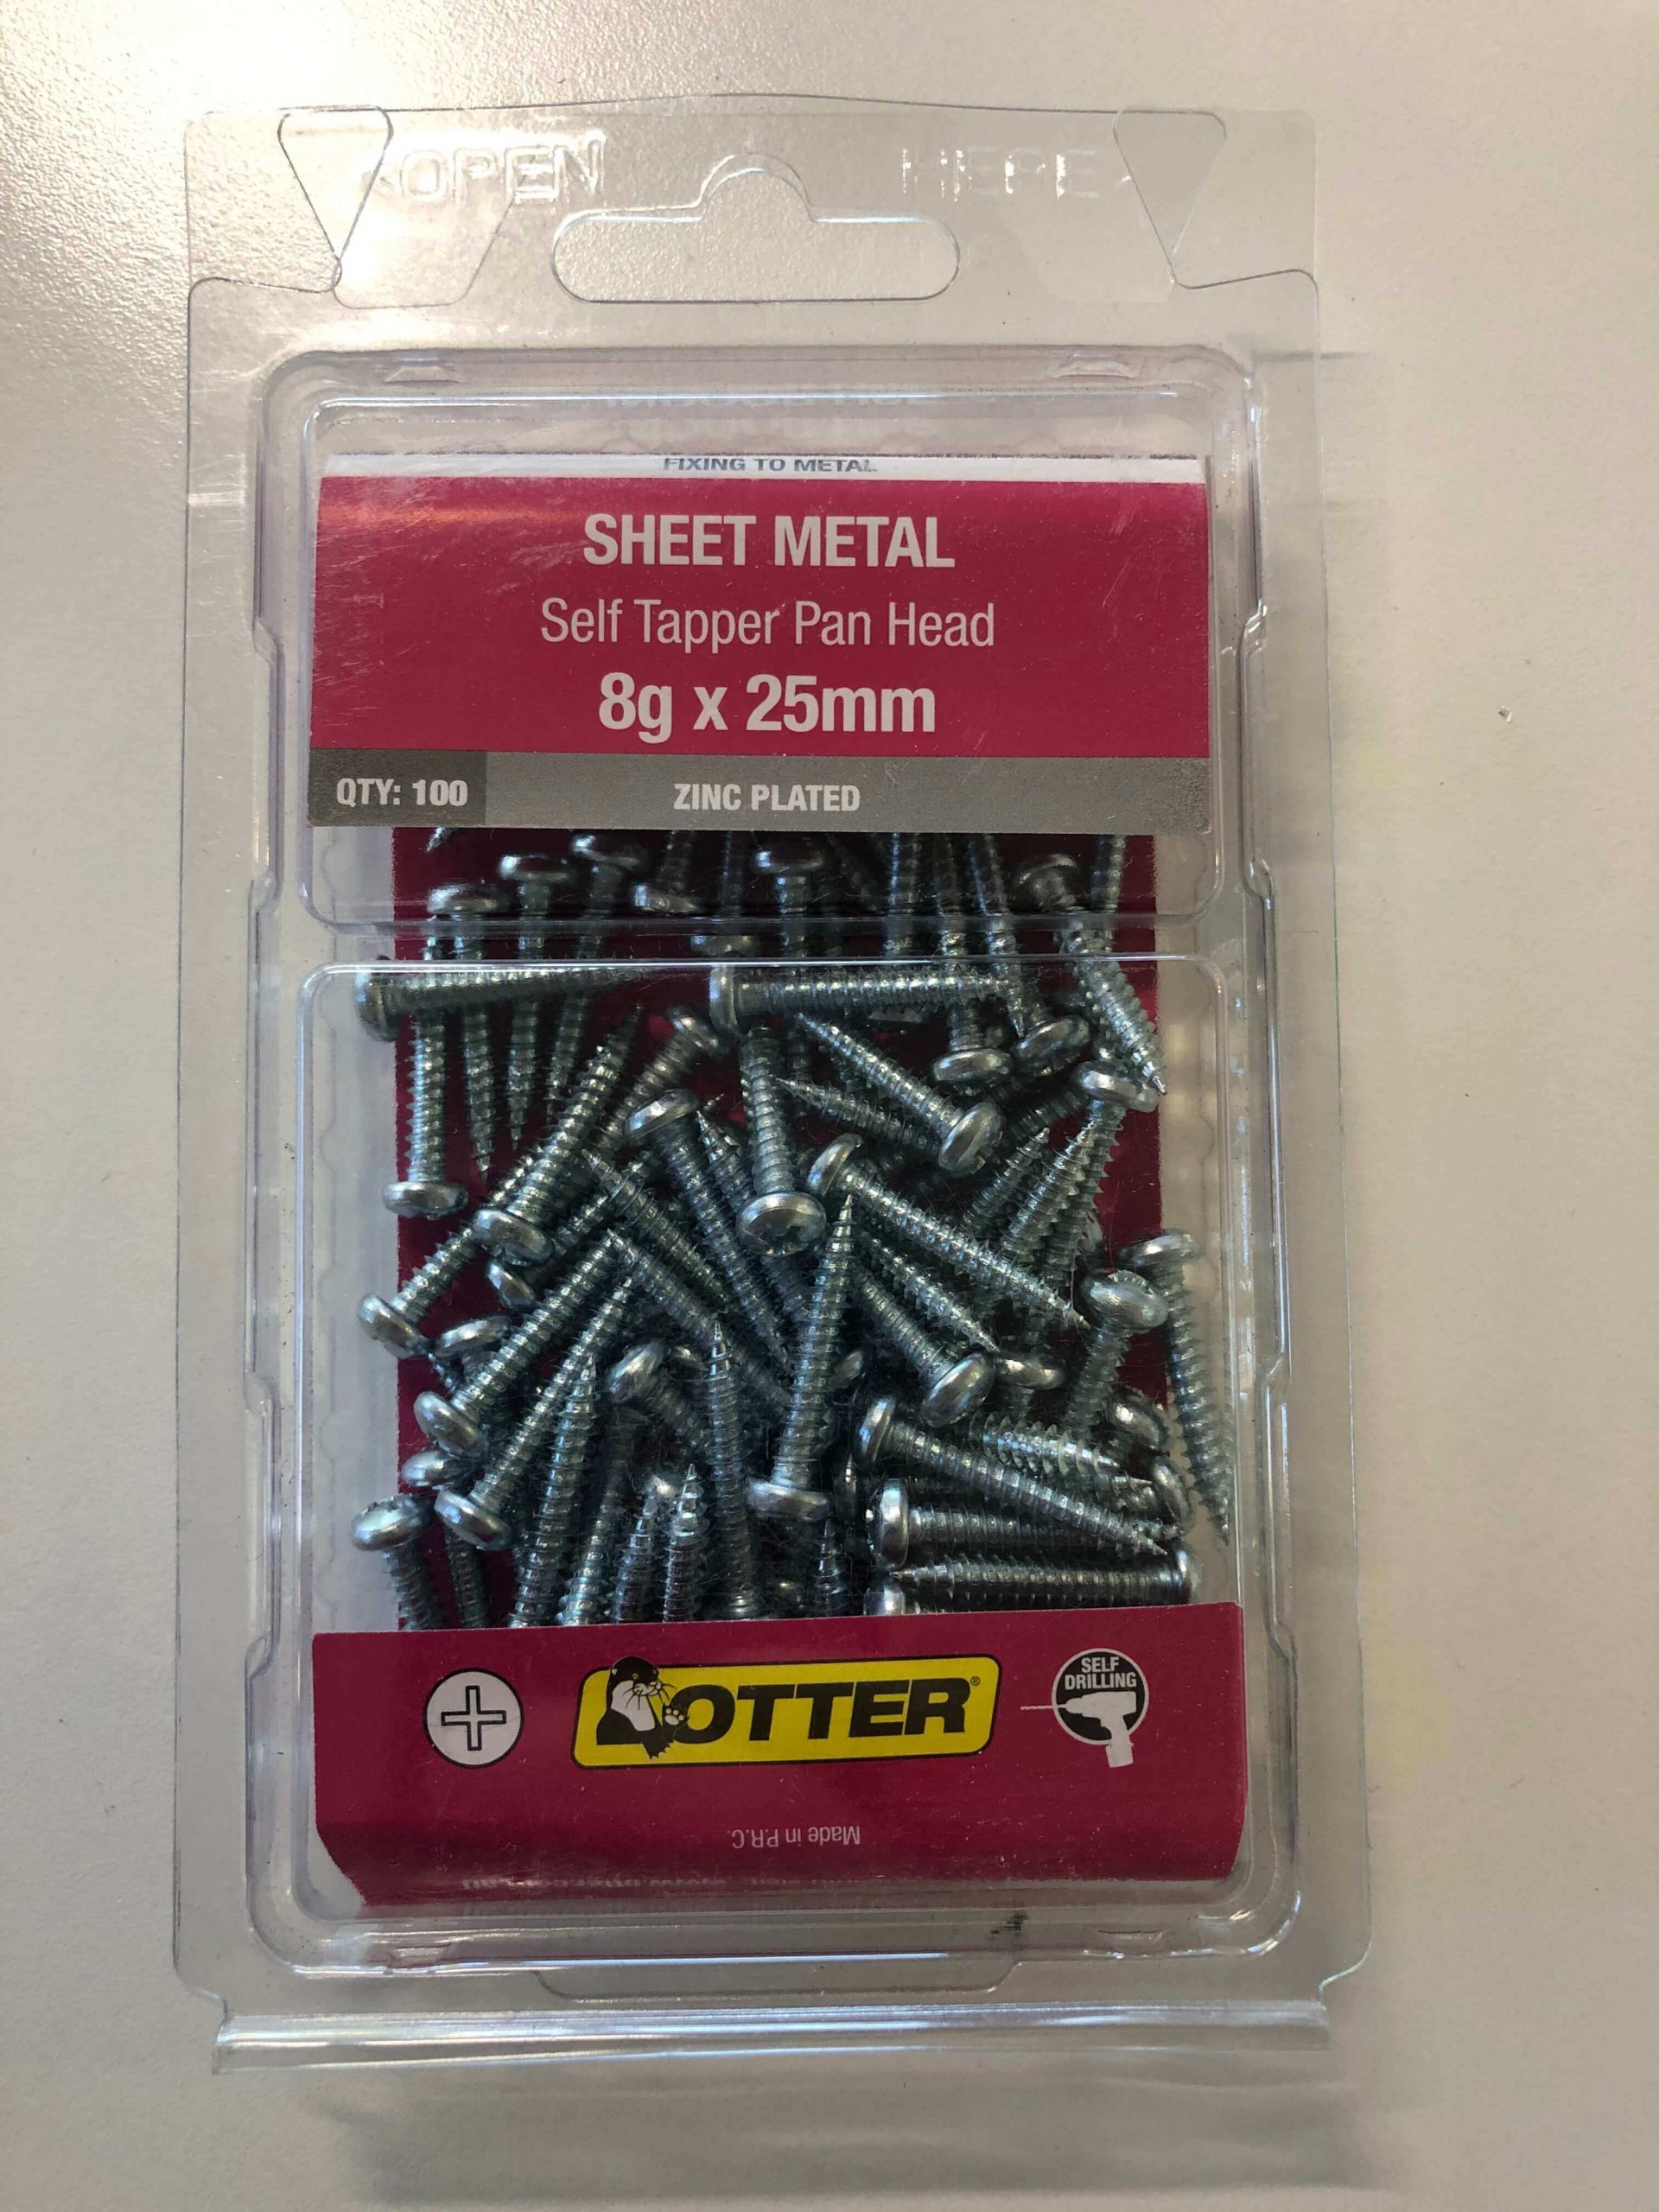 OPEN HERE
FIXING TO METAL
SHEET METAL
Self Tapper Pan Head
8g x 25mm
QTY: 100 ZINC PLATED
OTTER®
SELF
DRILLING
Made in P.R.C.